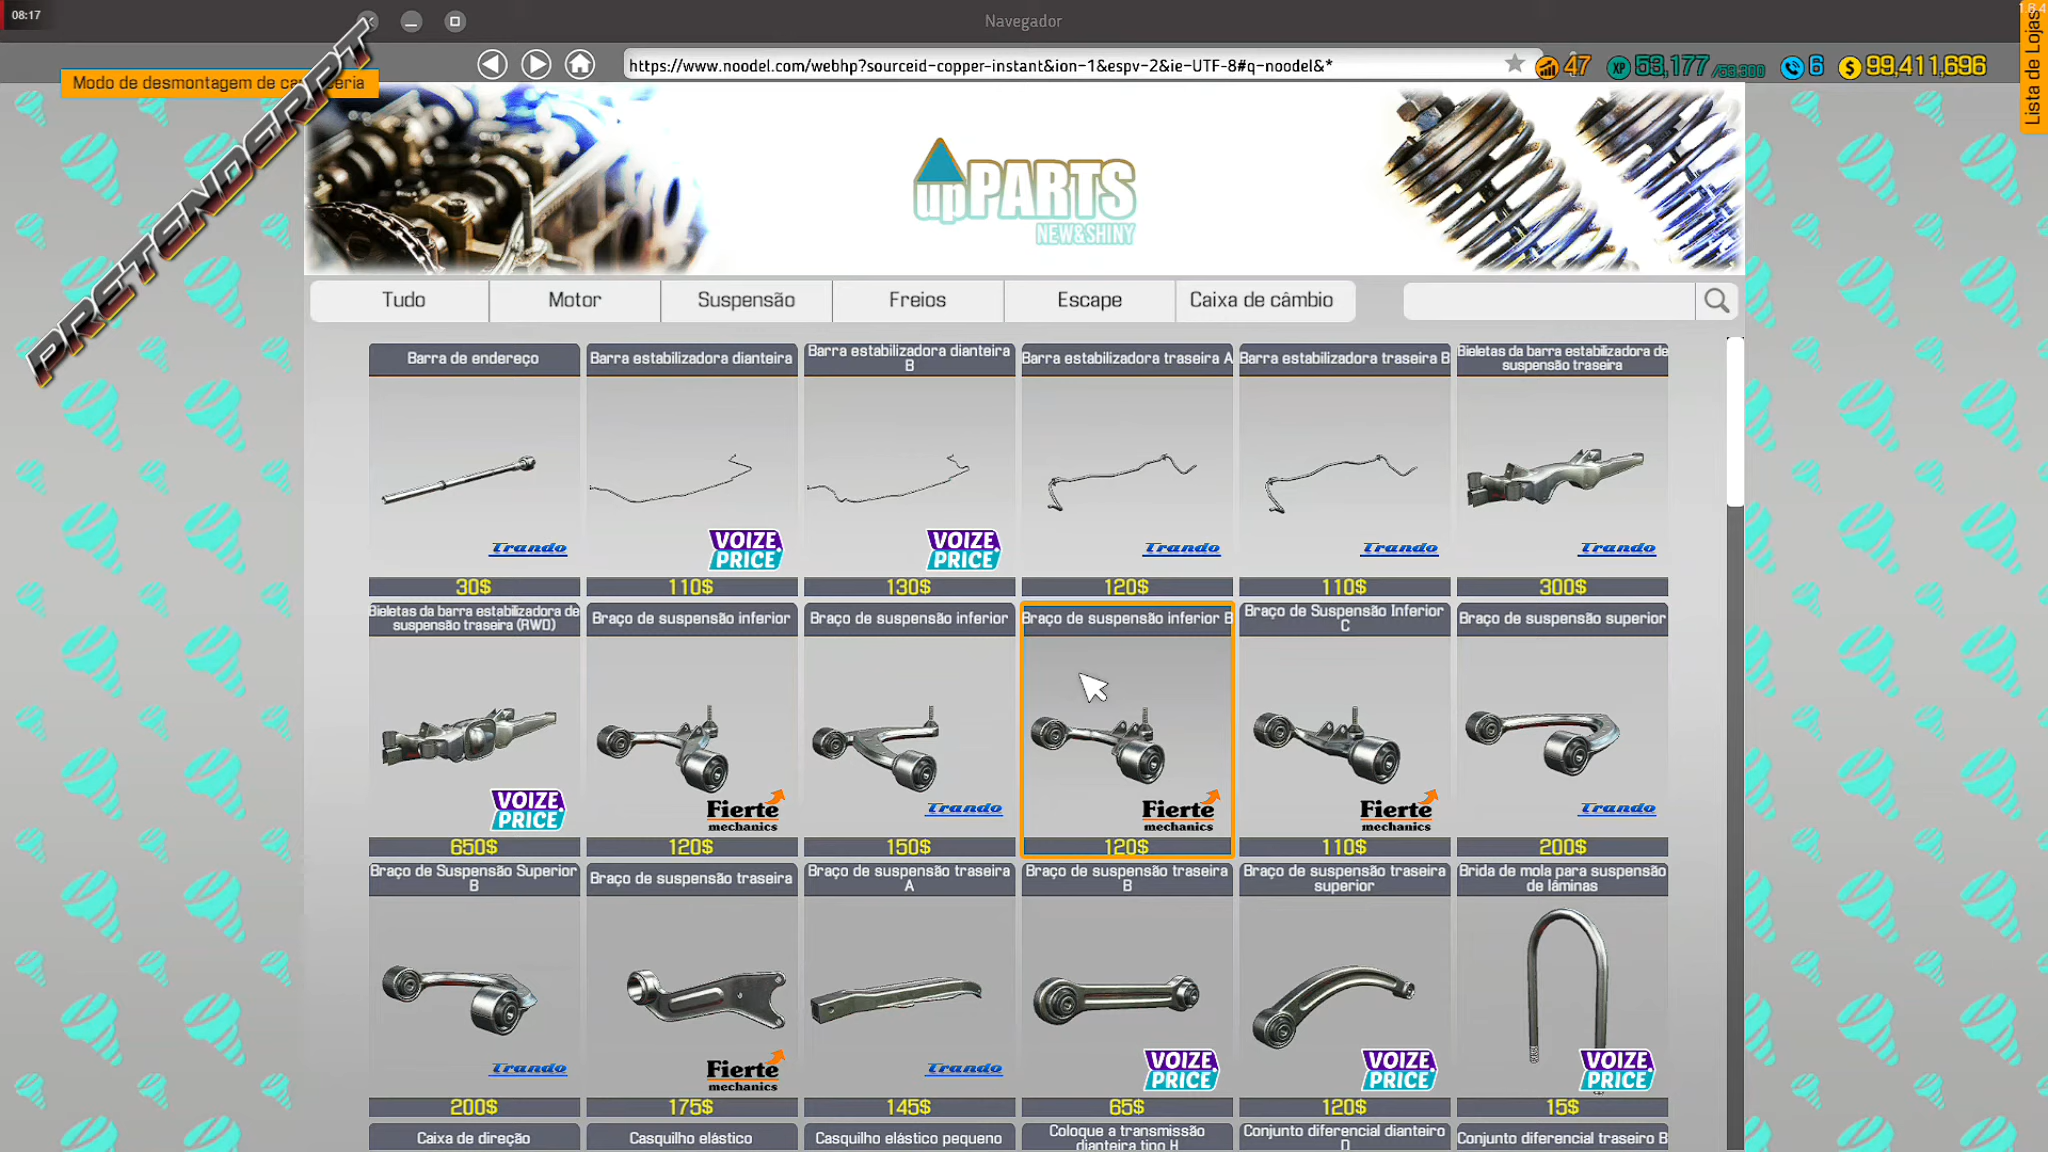 08:17
Navegador
1.6.4
https://www.noodel.com/webhp?sourceid-copper-instant&ion-1&espv-2&ie-UTF-8#q-noodel&*
47
XP 53,177/53,300
6
$ 99,411,696
Lista de Lojas
PRETENDERPT
upPARTS
NEW&SHINY
Tudo
Motor
Suspensão
Freios
Escape
Caixa de câmbio
Barra de endereço
Trando
30$
Barra estabilizadora dianteira
VOIZE
PRICE
110$
Barra estabilizadora dianteira
B
VOIZE
PRICE
130$
Barra estabilizadora traseira A
Trando
120$
Barra estabilizadora traseira B
Trando
110$
Bieletas da barra estabilizadora de
suspensão traseira
Trando
300$
Bieletas da barra estabilizadora de
suspensão traseira (RWD)
VOIZE
PRICE
650$
Braço de suspensão inferior
Fierte
mechanics
120$
Braço de suspensão inferior
Trando
150$
Braço de suspensão inferior B
Fierte
mechanics
120$
Braço de Suspensão Inferior
C
Fierte
mechanics
110$
Braço de suspensão superior
Trando
200$
Braço de Suspensão Superior
B
Trando
200$
Braço de suspensão traseira
Fierte
mechanics
175$
Braço de suspensão traseira
A
Trando
145$
Braço de suspensão traseira
B
VOIZE
PRICE
65$
Braço de suspensão traseira
superior
VOIZE
PRICE
120$
Brida de mola para suspensão
de lâminas
VOIZE
PRICE
15$
Caixa de direção
Casquilho elástico
Casquilho elástico pequeno
Coloque a transmissão
dianteira tipo H
Conjunto diferencial dianteiro
D
Conjunto diferencial traseiro B